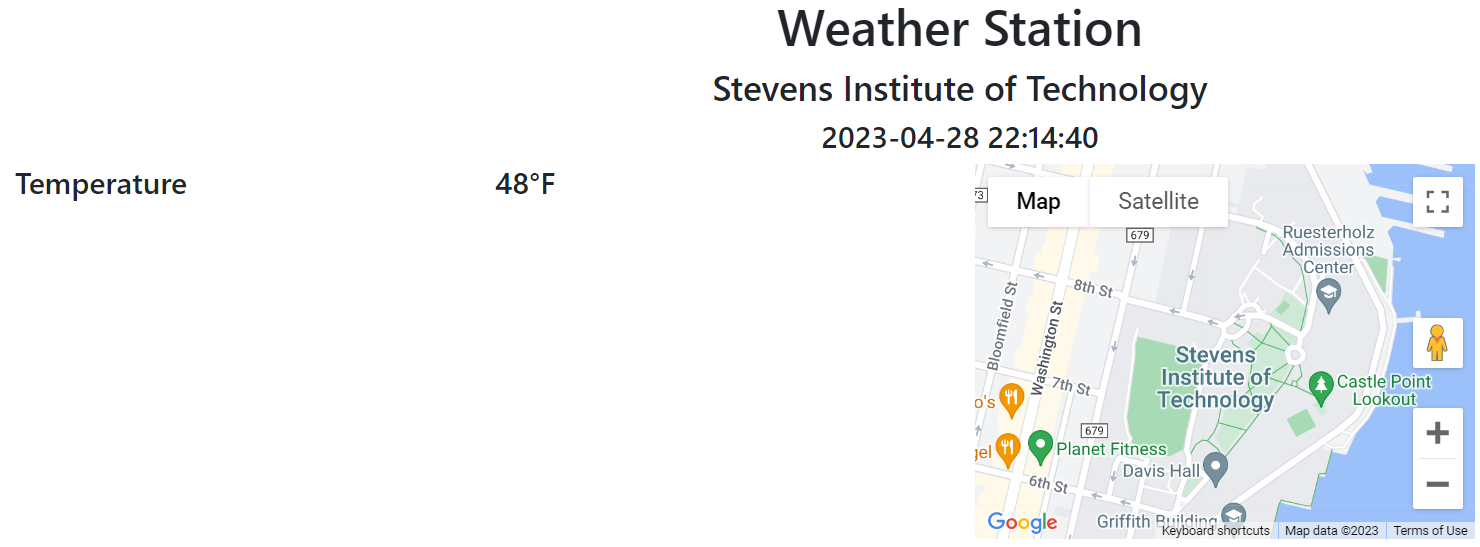 Weather Station
Stevens Institute of Technology
2023-04-28 22:14:40
Temperature 48°F
Map Satellite
679
Ruesterholz
Admissions
Center
8th St
Bloomfield St
Washington St
Stevens
Institute of
Technology
7th St
Castle Point
Lookout
o's
679
Planet Fitness
gel
Davis Hall
6th St
Griffith Building
Google
Keyboard shortcuts
Map data ©2023
Terms of Use